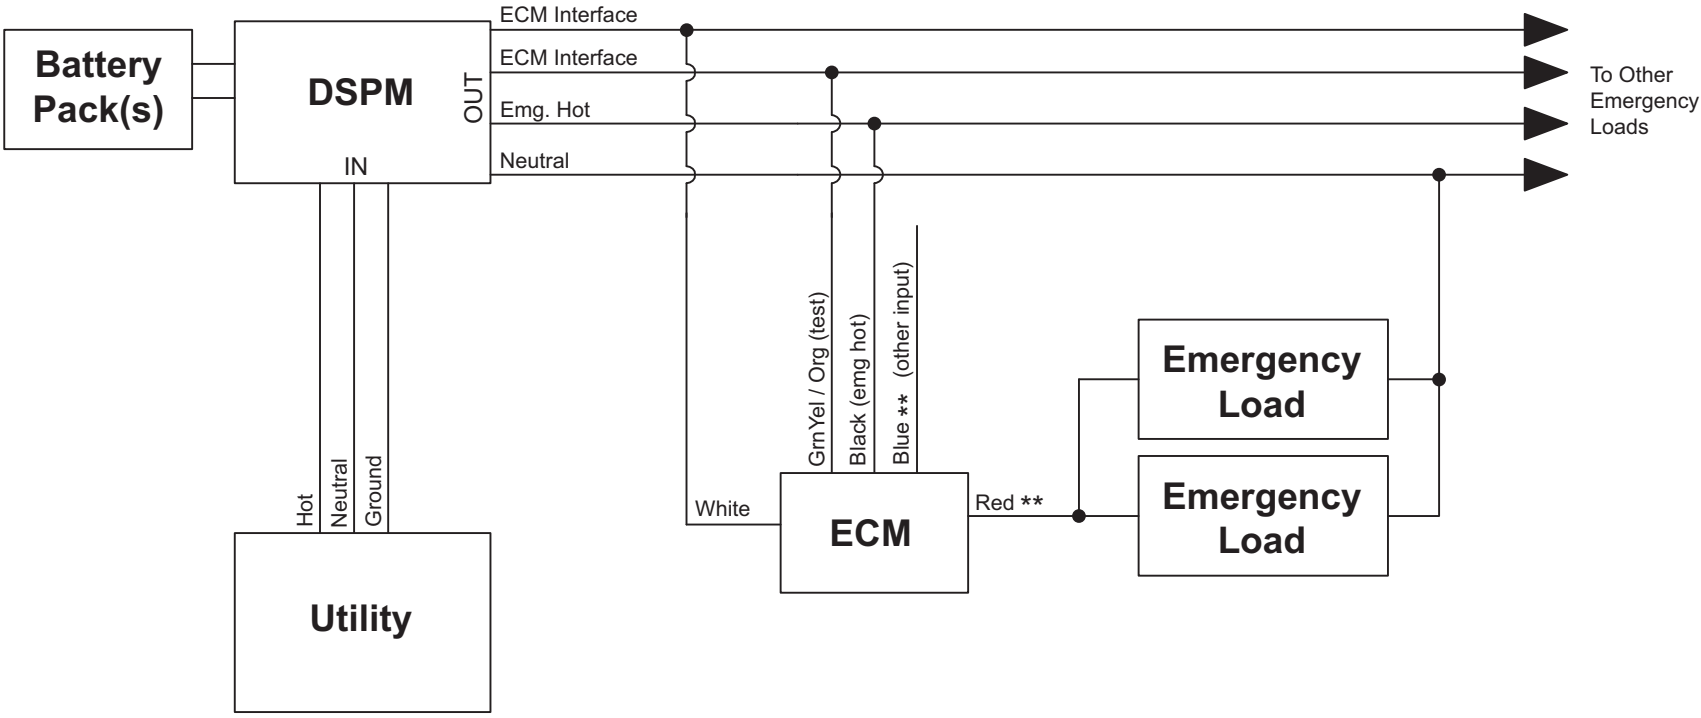 ECM Interface
Battery
Pack(s)
DSPM
OUT
IN
ECM Interface
Emg. Hot
Neutral
To Other
Emergency
Loads
Hot
Neutral
Ground
Utility
White
GrnYel / Org (test)
Black (emg hot)
Blue ** (other input)
ECM
Red **
Emergency
Load
Emergency
Load